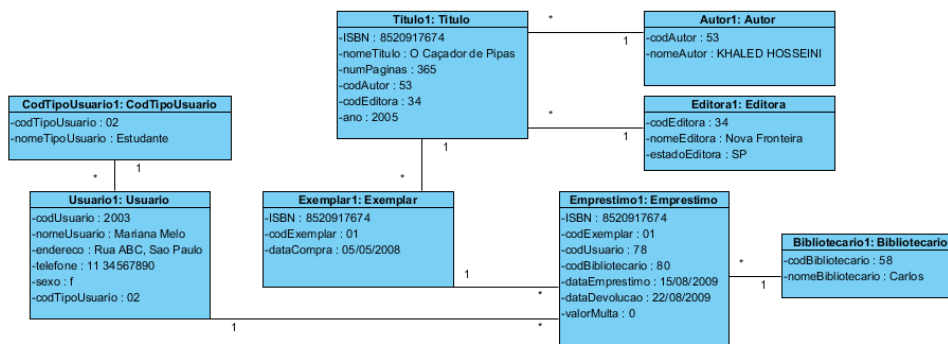 Titulo1: Titulo
-ISBN : 8520917674
-nomeTitulo : O Caçador de Pipas
-numPaginas : 365
-codAutor : 53
-codEditora : 34
-ano : 2005
*
1
Autor1: Autor
-codAutor : 53
-nomeAutor : KHALED HOSSEINI
*
1
Editora1: Editora
-codEditora : 34
-nomeEditora : Nova Fronteira
-estadoEditora : SP
CodTipoUsuario1: CodTipoUsuario
-codTipoUsuario : 02
-nomeTipoUsuario : Estudante
1
*
1
*
Usuario1: Usuario
-codUsuario : 2003
-nomeUsuario : Mariana Melo
-endereco : Rua ABC, Sao Paulo
-telefone : 11 34567890
-sexo : f
-codTipoUsuario : 02
Exemplar1: Exemplar
-ISBN : 8520917674
-codExemplar : 01
-dataCompra : 05/05/2008
1
*
Emprestimo1: Emprestimo
-ISBN : 8520917674
-codExemplar : 01
-codUsuario : 78
-codBibliotecario : 80
-dataEmprestimo : 15/08/2009
-dataDevolucao : 22/08/2009
-valorMulta : 0
*
1
Bibliotecario1: Bibliotecario
-codBibliotecario : 58
-nomeBibliotecario : Carlos
1
*